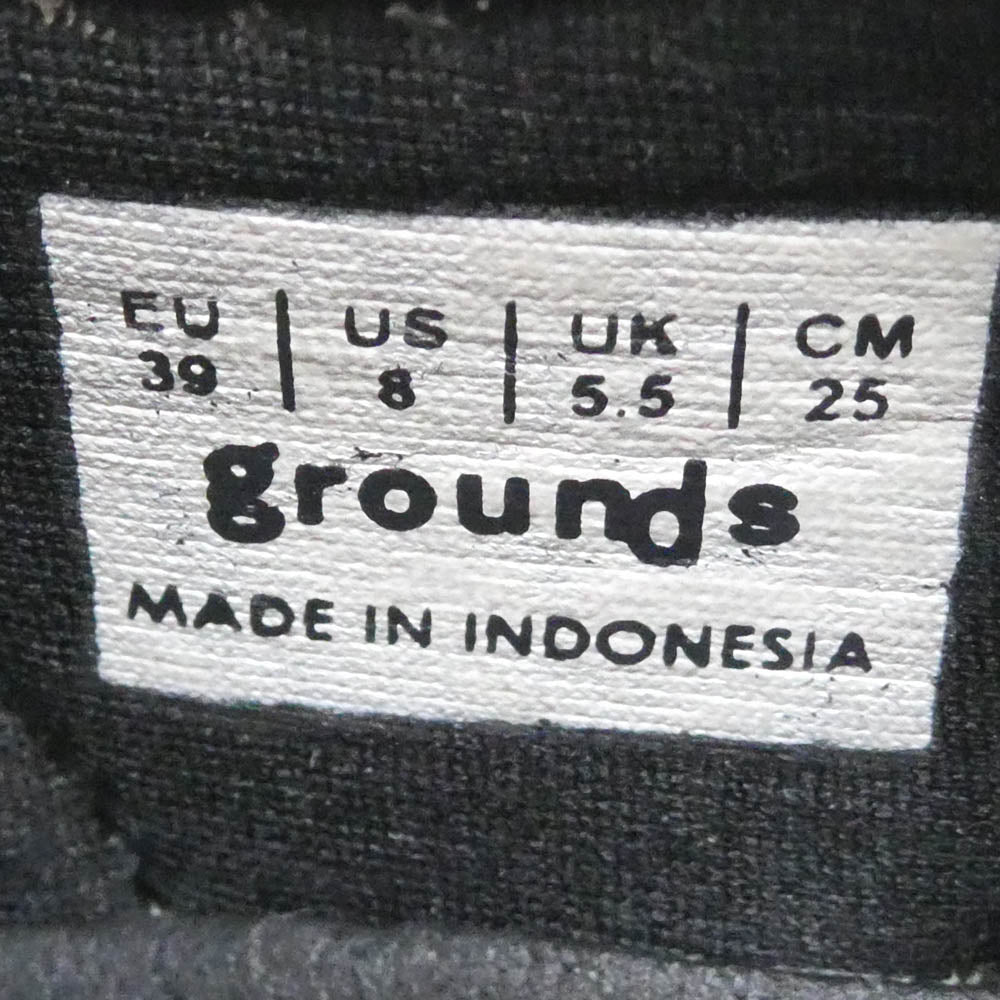 EU | US | UK | CM
39 | 8 | 5.5 | 25
grounds
MADE IN INDONESIA